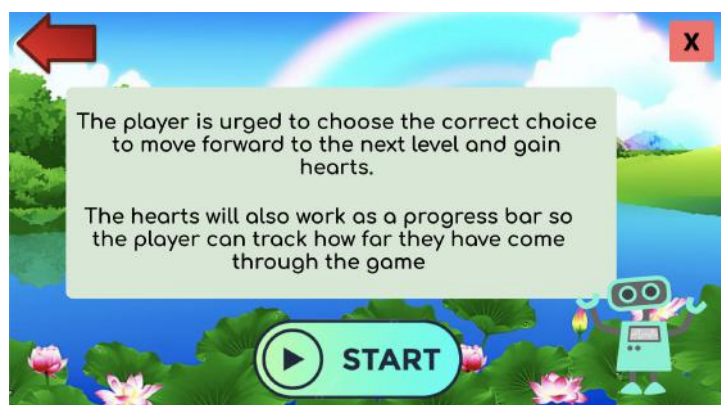 X
The player is urged to choose the correct choice
to move forward to the next level and gain
hearts.
The hearts will also work as a progress bar so
the player can track how far they have come
through the game
START